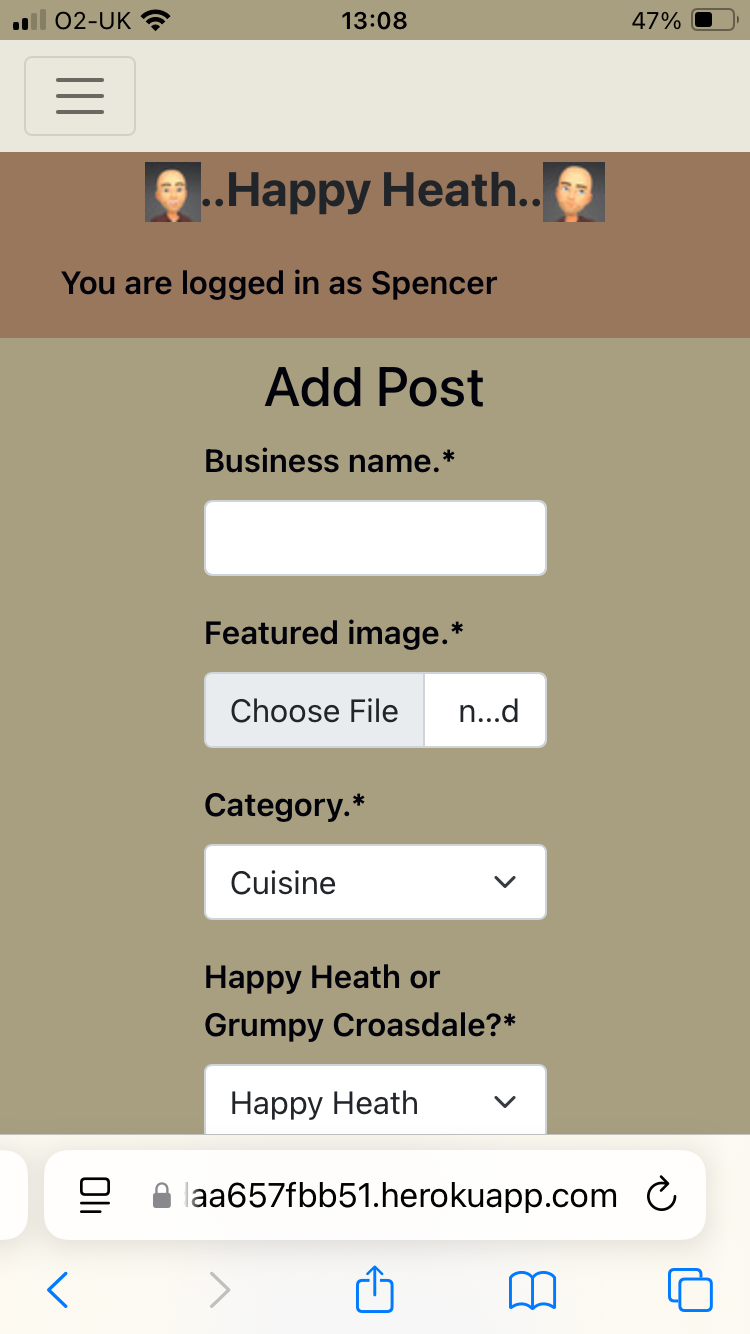 O2-UK 13:08 47%
..Happy Heath..
You are logged in as Spencer
Add Post
Business name.*
Featured image.*
Choose File n...d
Category.*
Cuisine
Happy Heath or
Grumpy Croasdale?*
Happy Heath
aa657fbb51.herokuapp.com